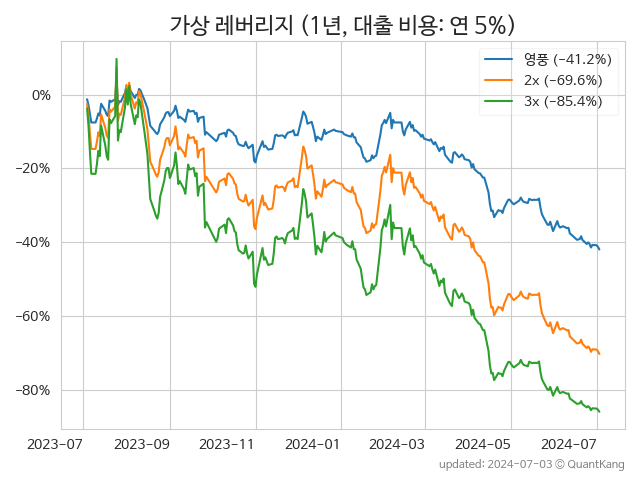 가상 레버리지 (1년, 대출 비용: 연 5%)
영풍 (−41.2%)
2x (−69.6%)
3x (−85.4%)
0%
−20%
−40%
−60%
−80%
2023-07 2023-09 2023-11 2024-01 2024-03 2024-05 2024-07
updated: 2024-07-03 © QuantKang